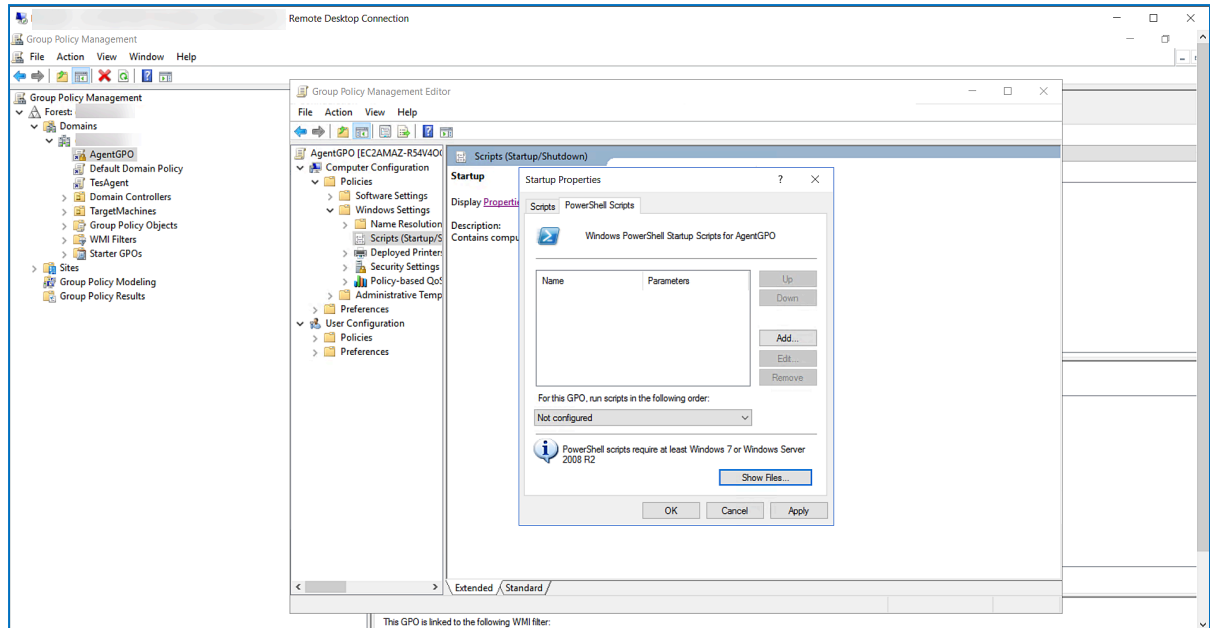 Remote Desktop Connection
Group Policy Management
File Action View Window Help
Group Policy Management
Forest:
Domains
AgentGPO
Default Domain Policy
TesAgent
Domain Controllers
TargetMachines
Group Policy Objects
WMI Filters
Starter GPOs
Sites
Group Policy Modeling
Group Policy Results
Group Policy Management Editor
File Action View Help
AgentGPO [EC2AMAZ-R54V4O
Computer Configuration
Policies
Software Settings
Windows Settings
Name Resolution
Scripts (Startup/S
Deployed Printer
Security Settings
Policy-based Qo
Administrative Temp
Preferences
User Configuration
Policies
Preferences
Scripts (Startup/Shutdown)
Startup
Display Properti
Description:
Contains compu
Extended Standard
Startup Properties ?
Scripts PowerShell Scripts
Windows PowerShell Startup Scripts for AgentGPO
Name Parameters
Up
Down
Add...
Edit...
Remove
For this GPO, run scripts in the following order:
Not configured
PowerShell scripts require at least Windows 7 or Windows Server
2008 R2
Show Files...
OK Cancel Apply
This GPO is linked to the following WMI filter: